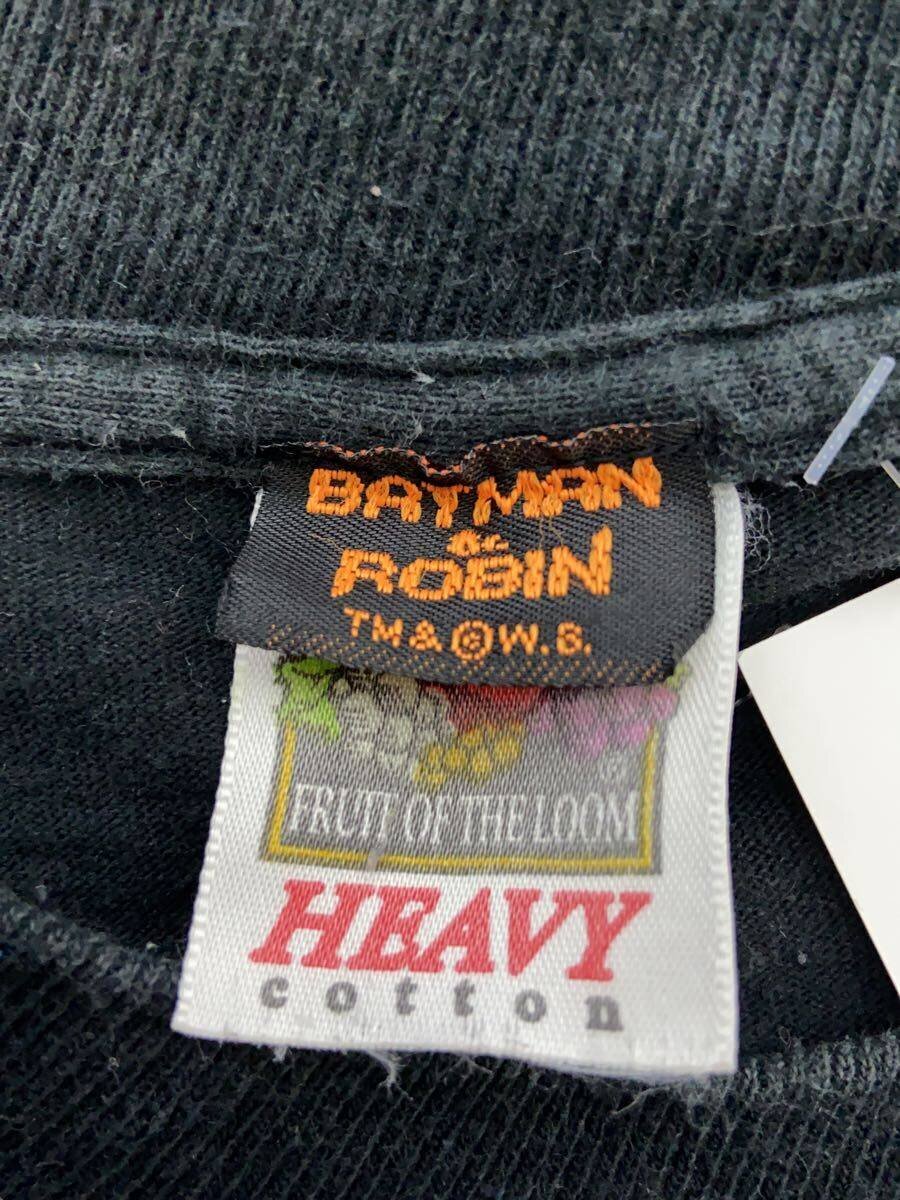 BATMAN
&
ROBIN
TM & © W.B.
®
FRUIT OF THE LOOM
HEAVY
cotton